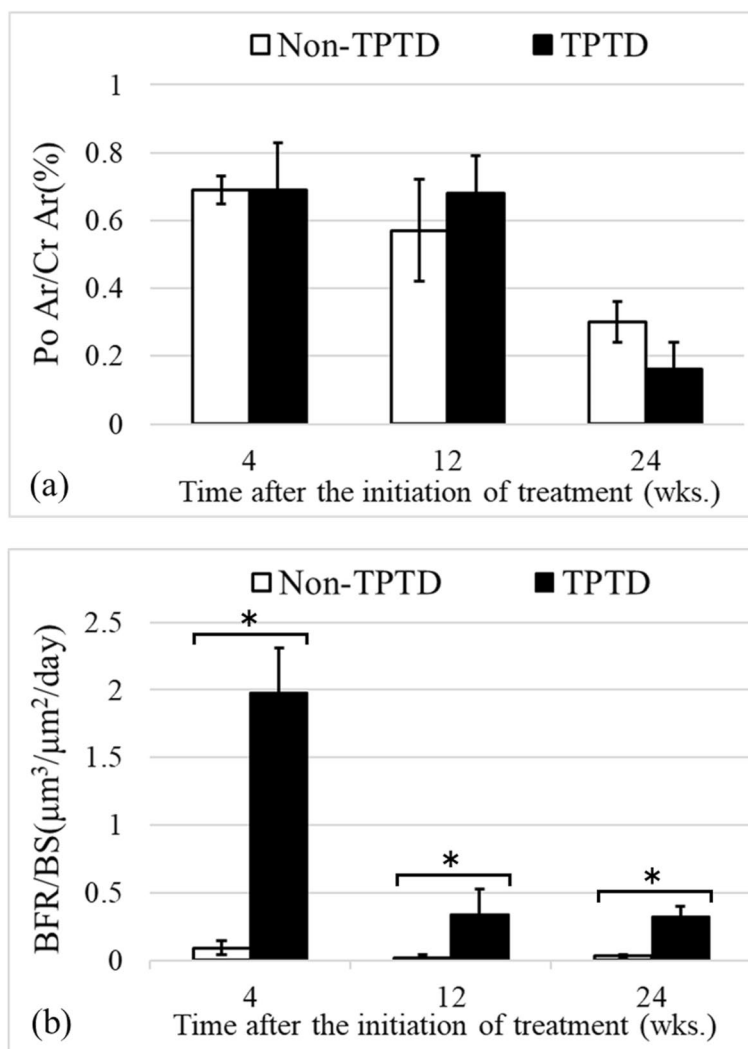 Non-TPTD TPTD
Po Ar/Cr Ar(%)
1
0.8
0.6
0.4
0.2
0
4 12 24
(a) Time after the initiation of treatment (wks.)
Non-TPTD TPTD
BFR/BS(μm³/μm²/day)
2.5
2
1.5
1
0.5
0
* * *
4 12 24
(b) Time after the initiation of treatment (wks.)